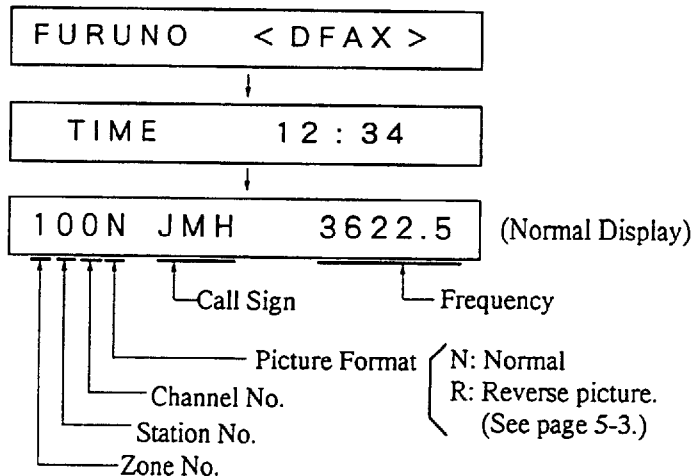 FURUNO < DFAX >
TIME 12 : 34
100N JMH 3622.5 (Normal Display)
Call Sign Frequency
Picture Format N: Normal
R: Reverse picture.
Channel No. (See page 5-3.)
Station No.
Zone No.